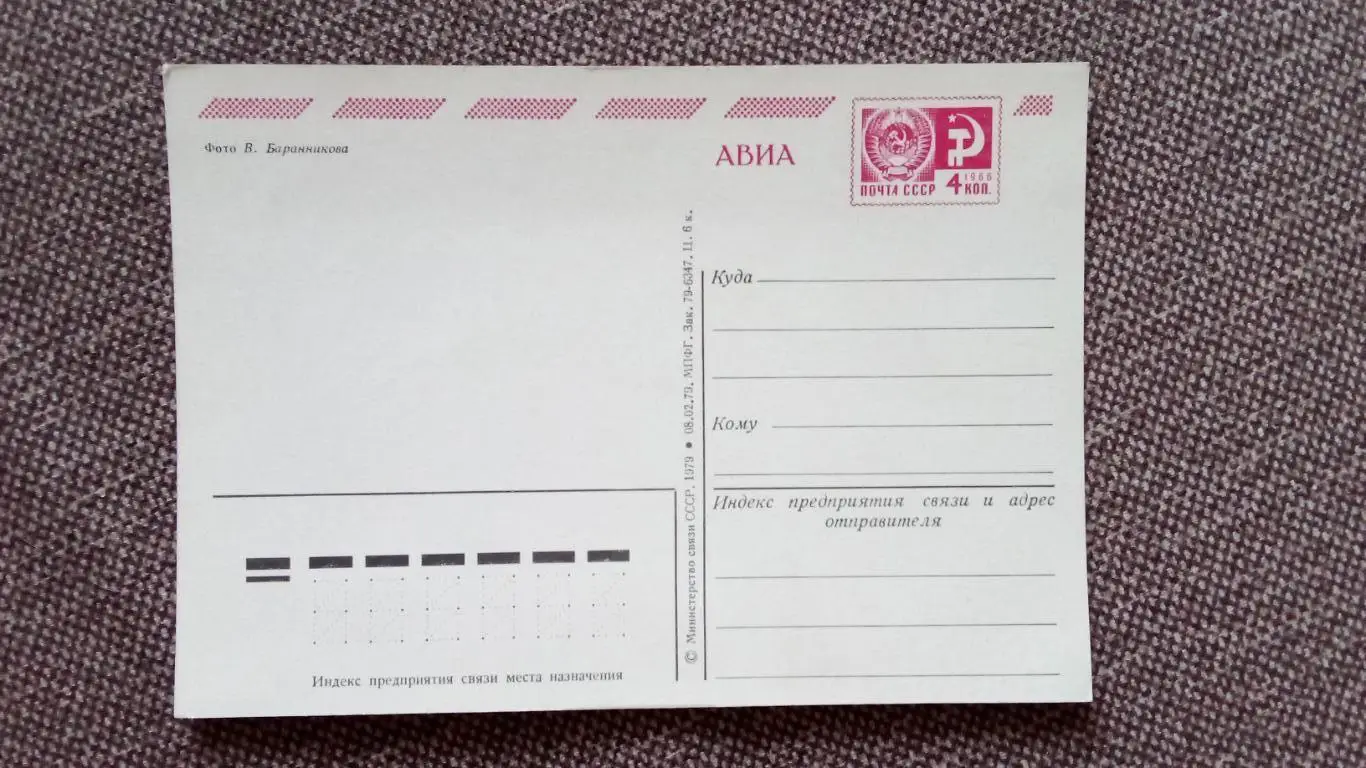 Фото В. Баранникова
АВИА
1966
ПОЧТА СССР 4 КОП.
Куда
Кому
Индекс предприятия связи и адрес
отправителя
© Министерство связи СССР. 1979 • 08.02.79. МПФГ. Зак. 79-6347. Ц. 6 к.
Индекс предприятия связи места назначения